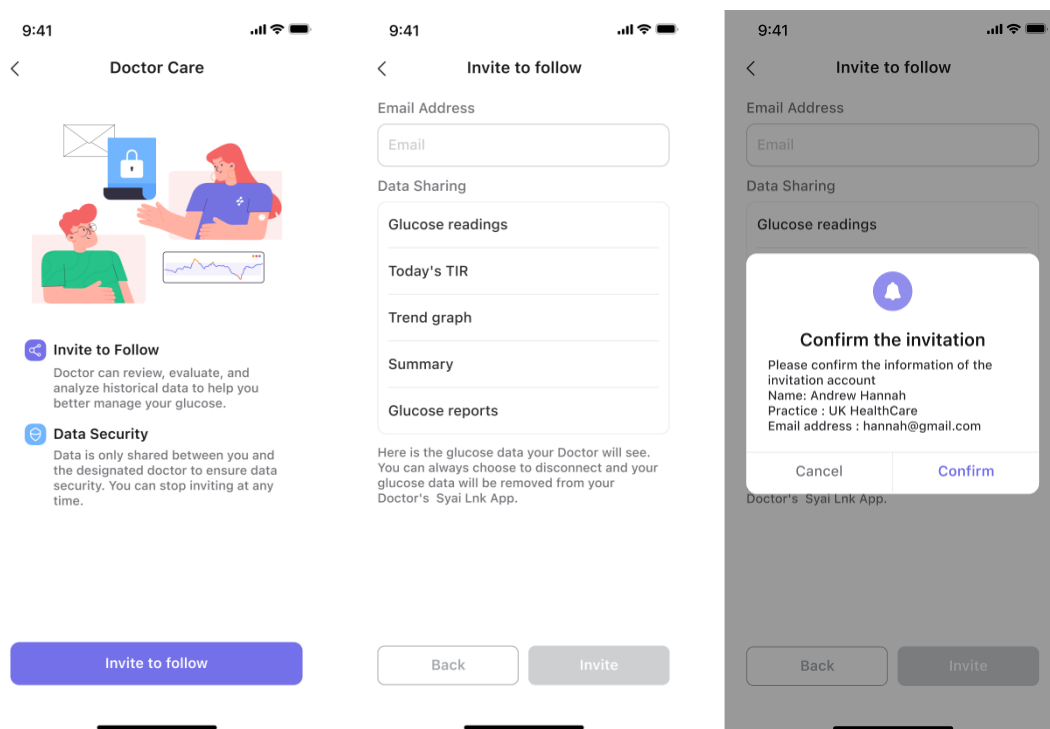 9:41
Doctor Care
Invite to Follow
Doctor can review, evaluate, and
analyze historical data to help you
better manage your glucose.
Data Security
Data is only shared between you and
the designated doctor to ensure data
security. You can stop inviting at any
time.
Invite to follow
9:41
Invite to follow
Email Address
Email
Data Sharing
Glucose readings
Today's TIR
Trend graph
Summary
Glucose reports
Here is the glucose data your Doctor will see.
You can always choose to disconnect and your
glucose data will be removed from your
Doctor's  Syai Lnk App.
Back
Invite
9:41
Invite to follow
Email Address
Email
Data Sharing
Glucose readings
Confirm the invitation
Please confirm the information of the
invitation account
Name: Andrew Hannah
Practice : UK HealthCare
Email address : hannah@gmail.com
Cancel
Confirm
Doctor's  Syai Lnk App.
Back
Invite